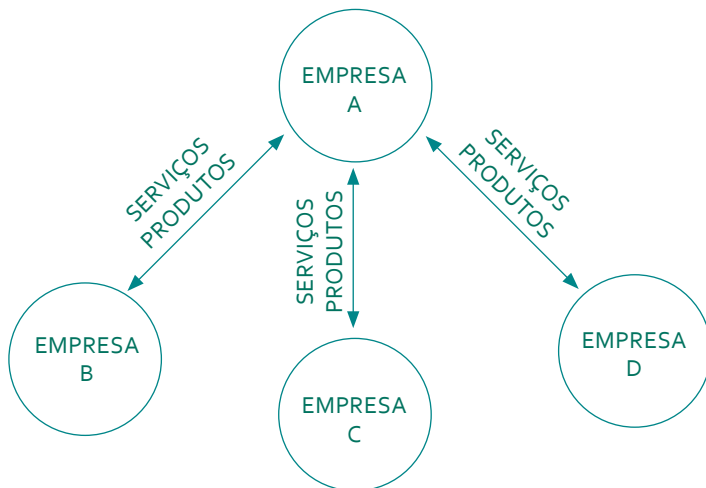 EMPRESA
A
SERVIÇOS
PRODUTOS
SERVIÇOS
PRODUTOS
SERVIÇOS
PRODUTOS
EMPRESA
B
EMPRESA
C
EMPRESA
D